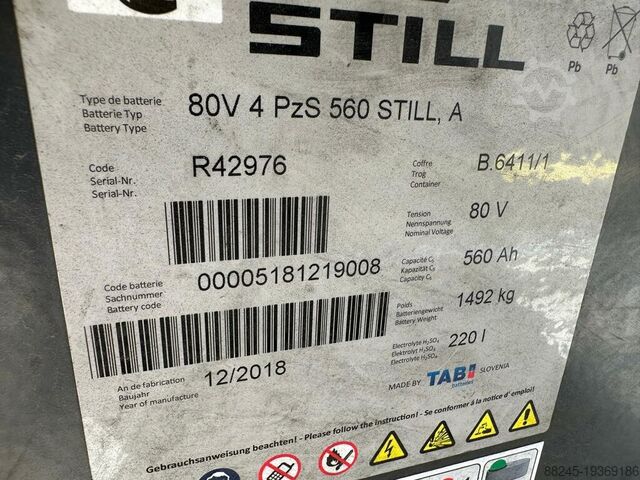 STILL
Pb
Pb
Type de batterie
Batterie Typ
Battery Type
80V 4 PzS 560 STILL, A
Code
Serial-Nr.
Serial-Nr.
R42976
Coffre
Trog
Container
B.6411/1
Tension
Nennspannung
Nominal Voltage
80 V
Code batterie
Sachnummer
Battery code
00005181219008
Capacité C₅
Kapazität C₅
Capacity C₅
560 Ah
Poids
Batteriengewicht
Battery Weight
1492 kg
An de fabrication
Baujahr
Year of manufacture
12/2018
Electrolyte H₂SO₄
Elektrolyt H₂SO₄
Electrolyte H₂SO₄
220 l
MADE BY TAB batteries SLOVENIA
Gebrauchsanweisung beachten! - Please follow the instruction! - Se conformer á la notice d' emploi!
88245-19369186